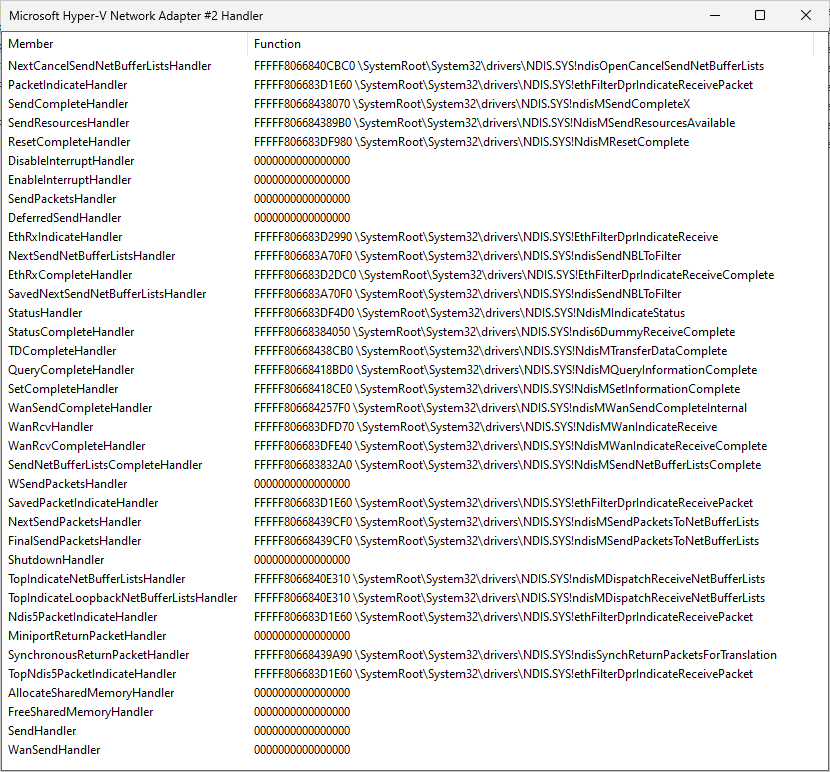 Microsoft Hyper-V Network Adapter #2 Handler
Member Function
NextCancelSendNetBufferListsHandler FFFFF8066840CBC0 \SystemRoot\System32\drivers\NDIS.SYS!ndisOpenCancelSendNetBufferLists
PacketIndicateHandler FFFFF806683D1E60 \SystemRoot\System32\drivers\NDIS.SYS!ethFilterDprIndicateReceivePacket
SendCompleteHandler FFFFF80668438070 \SystemRoot\System32\drivers\NDIS.SYS!ndisMSendCompleteX
SendResourcesHandler FFFFF806684389B0 \SystemRoot\System32\drivers\NDIS.SYS!NdisMSendResourcesAvailable
ResetCompleteHandler FFFFF806683DF980 \SystemRoot\System32\drivers\NDIS.SYS!NdisMResetComplete
DisableInterruptHandler 0000000000000000
EnableInterruptHandler 0000000000000000
SendPacketsHandler 0000000000000000
DeferredSendHandler 0000000000000000
EthRxIndicateHandler FFFFF806683D2990 \SystemRoot\System32\drivers\NDIS.SYS!EthFilterDprIndicateReceive
NextSendNetBufferListsHandler FFFFF806683A70F0 \SystemRoot\System32\drivers\NDIS.SYS!ndisSendNBLToFilter
EthRxCompleteHandler FFFFF806683D2DC0 \SystemRoot\System32\drivers\NDIS.SYS!EthFilterDprIndicateReceiveComplete
SavedNextSendNetBufferListsHandler FFFFF806683A70F0 \SystemRoot\System32\drivers\NDIS.SYS!ndisSendNBLToFilter
StatusHandler FFFFF806683DF4D0 \SystemRoot\System32\drivers\NDIS.SYS!NdisMIndicateStatus
StatusCompleteHandler FFFFF80668384050 \SystemRoot\System32\drivers\NDIS.SYS!ndis6DummyReceiveComplete
TDCompleteHandler FFFFF80668438CB0 \SystemRoot\System32\drivers\NDIS.SYS!NdisMTransferDataComplete
QueryCompleteHandler FFFFF80668418BD0 \SystemRoot\System32\drivers\NDIS.SYS!NdisMQueryInformationComplete
SetCompleteHandler FFFFF80668418CE0 \SystemRoot\System32\drivers\NDIS.SYS!NdisMSetInformationComplete
WanSendCompleteHandler FFFFF806684257F0 \SystemRoot\System32\drivers\NDIS.SYS!ndisMWanSendCompleteInternal
WanRcvHandler FFFFF806683DFD70 \SystemRoot\System32\drivers\NDIS.SYS!NdisMWanIndicateReceive
WanRcvCompleteHandler FFFFF806683DFE40 \SystemRoot\System32\drivers\NDIS.SYS!NdisMWanIndicateReceiveComplete
SendNetBufferListsCompleteHandler FFFFF806683832A0 \SystemRoot\System32\drivers\NDIS.SYS!NdisMSendNetBufferListsComplete
WSendPacketsHandler 0000000000000000
SavedPacketIndicateHandler FFFFF806683D1E60 \SystemRoot\System32\drivers\NDIS.SYS!ethFilterDprIndicateReceivePacket
NextSendPacketsHandler FFFFF80668439CF0 \SystemRoot\System32\drivers\NDIS.SYS!ndisMSendPacketsToNetBufferLists
FinalSendPacketsHandler FFFFF80668439CF0 \SystemRoot\System32\drivers\NDIS.SYS!ndisMSendPacketsToNetBufferLists
ShutdownHandler 0000000000000000
TopIndicateNetBufferListsHandler FFFFF8066840E310 \SystemRoot\System32\drivers\NDIS.SYS!ndisMDispatchReceiveNetBufferLists
TopIndicateLoopbackNetBufferListsHandler FFFFF8066840E310 \SystemRoot\System32\drivers\NDIS.SYS!ndisMDispatchReceiveNetBufferLists
Ndis5PacketIndicateHandler FFFFF806683D1E60 \SystemRoot\System32\drivers\NDIS.SYS!ethFilterDprIndicateReceivePacket
MiniportReturnPacketHandler 0000000000000000
SynchronousReturnPacketHandler FFFFF80668439A90 \SystemRoot\System32\drivers\NDIS.SYS!ndisSynchReturnPacketsForTranslation
TopNdis5PacketIndicateHandler FFFFF806683D1E60 \SystemRoot\System32\drivers\NDIS.SYS!ethFilterDprIndicateReceivePacket
AllocateSharedMemoryHandler 0000000000000000
FreeSharedMemoryHandler 0000000000000000
SendHandler 0000000000000000
WanSendHandler 0000000000000000